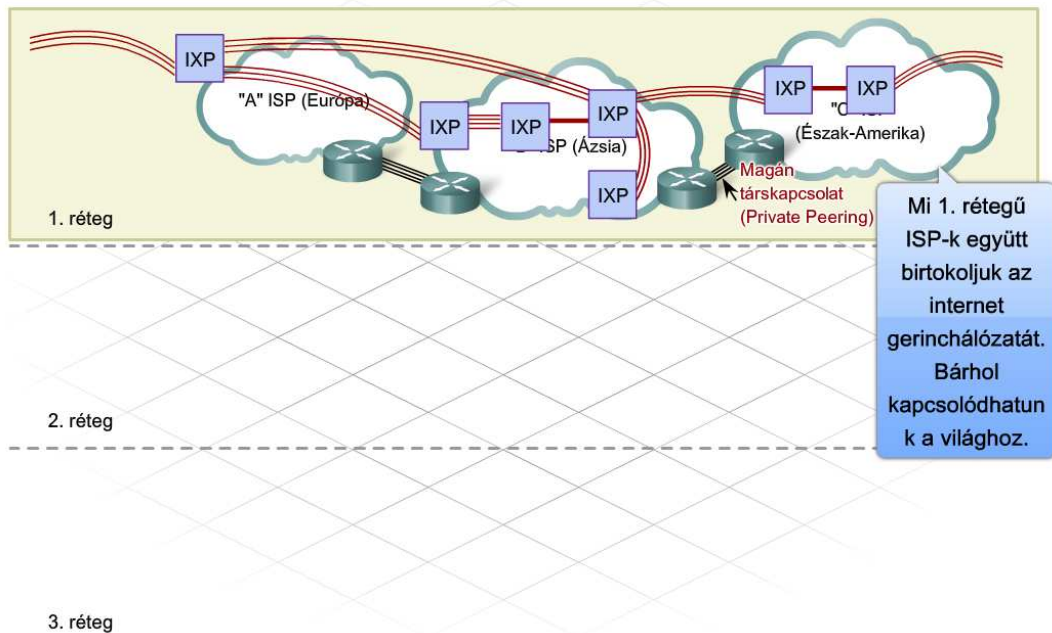 IXP
"A" ISP (Európa)
IXP
IXP
IXP
ISP (Ázsia)
IXP
IXP
IXP
(Észak-Amerika)
Magán
társkapcsolat
(Private Peering)
1. réteg
Mi 1. rétegű
ISP-k együtt
birtokoljuk az
internet
gerinchálózatát.
Bárhol
kapcsolódhatun
k a világhoz.
2. réteg
3. réteg